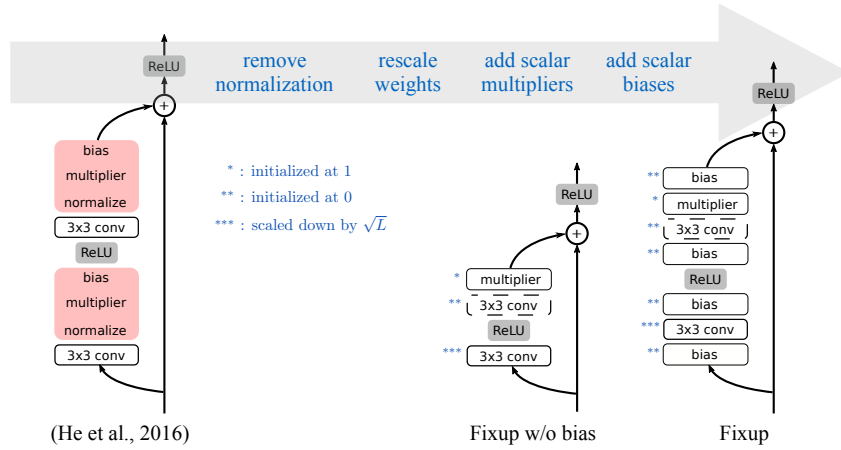 remove
normalization
rescale
weights
add scalar
multipliers
add scalar
biases
ReLU
+
bias
multiplier
normalize
3x3 conv
ReLU
bias
multiplier
normalize
3x3 conv
(He et al., 2016)
* : initialized at 1
** : initialized at 0
*** : scaled down by √L
ReLU
+
* multiplier
** 3x3 conv
ReLU
*** 3x3 conv
Fixup w/o bias
ReLU
+
** bias
* multiplier
** 3x3 conv
** bias
ReLU
** bias
*** 3x3 conv
** bias
Fixup